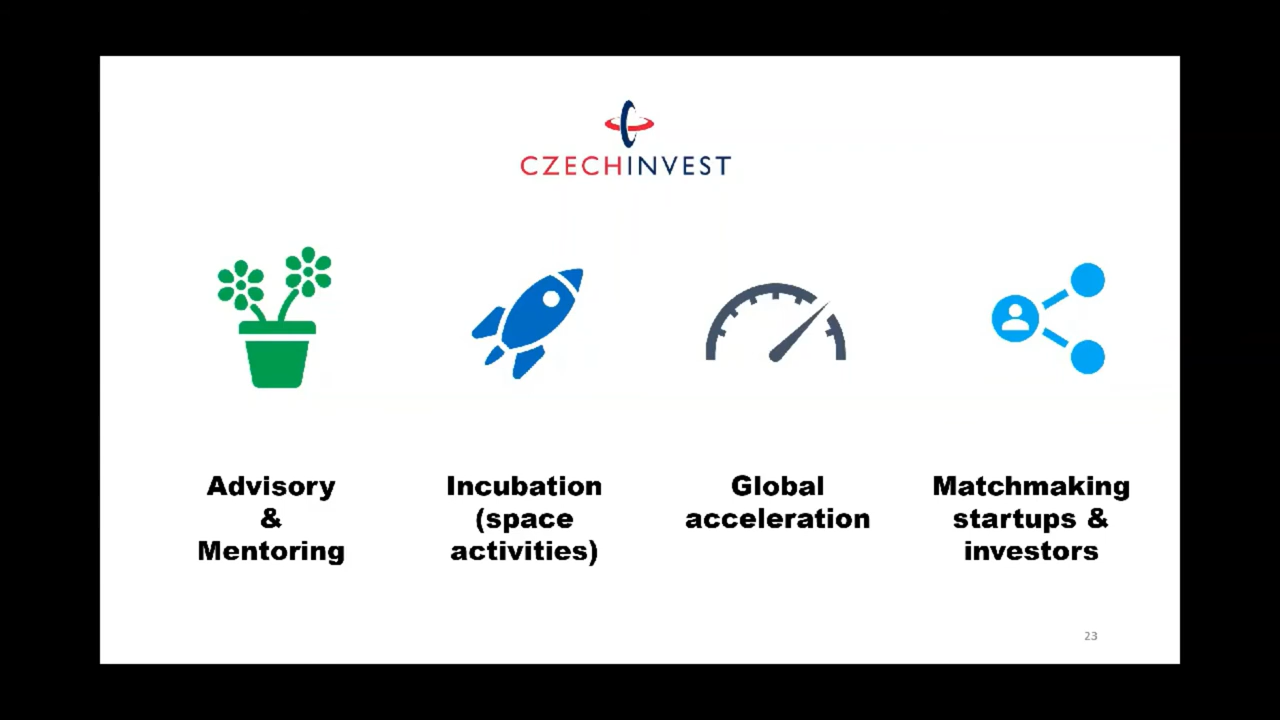 CZECHINVEST
Advisory
&
Mentoring
Incubation
(space
activities)
Global
acceleration
Matchmaking
startups &
investors
23